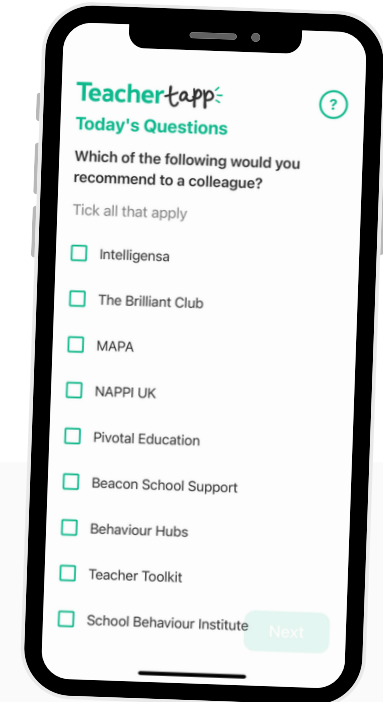 Teachertapp
?
Today's Questions
Which of the following would you
recommend to a colleague?
Tick all that apply
Intelligensa
The Brilliant Club
MAPA
NAPPI UK
Pivotal Education
Beacon School Support
Behaviour Hubs
Teacher Toolkit
School Behaviour Institute
Next